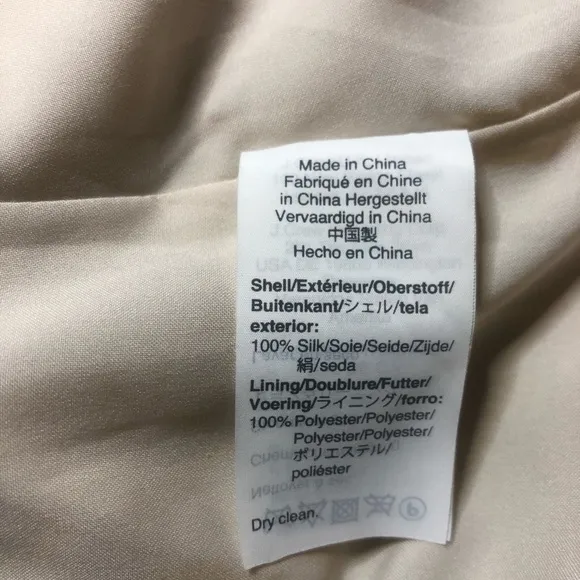 Made in China
Fabriqué en Chine
in China Hergestellt
Vervaardigd in China
中国製
Hecho en China
Shell/Extérieur/Oberstoff/
Buitenkant/シェル/tela
exterior:
100% Silk/Soie/Seide/Zijde/
絹/seda
Lining/Doublure/Futter/
Voering/ライニング/forro:
100% Polyester/Polyester/
Polyester/Polyester/
ポリエステル/
poliéster
Dry clean.